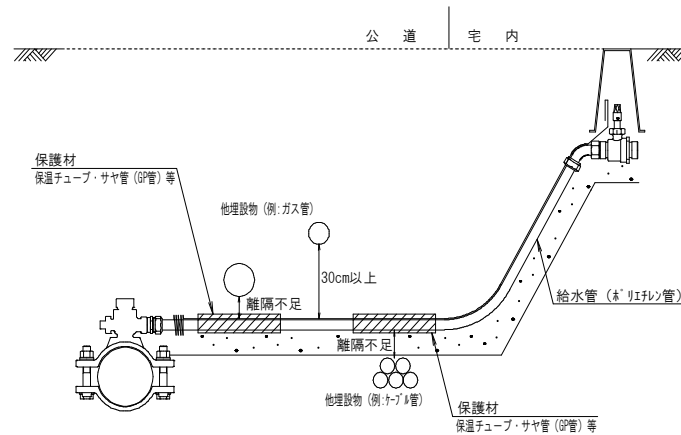 公　道　宅　内
保護材
保温チューブ・サヤ管（GP管）等
他埋設物（例:ガス管）
30cm以上
離隔不足
給水管（ポリエチレン管）
離隔不足
他埋設物（例:ケーブル管）
保護材
保温チューブ・サヤ管（GP管）等